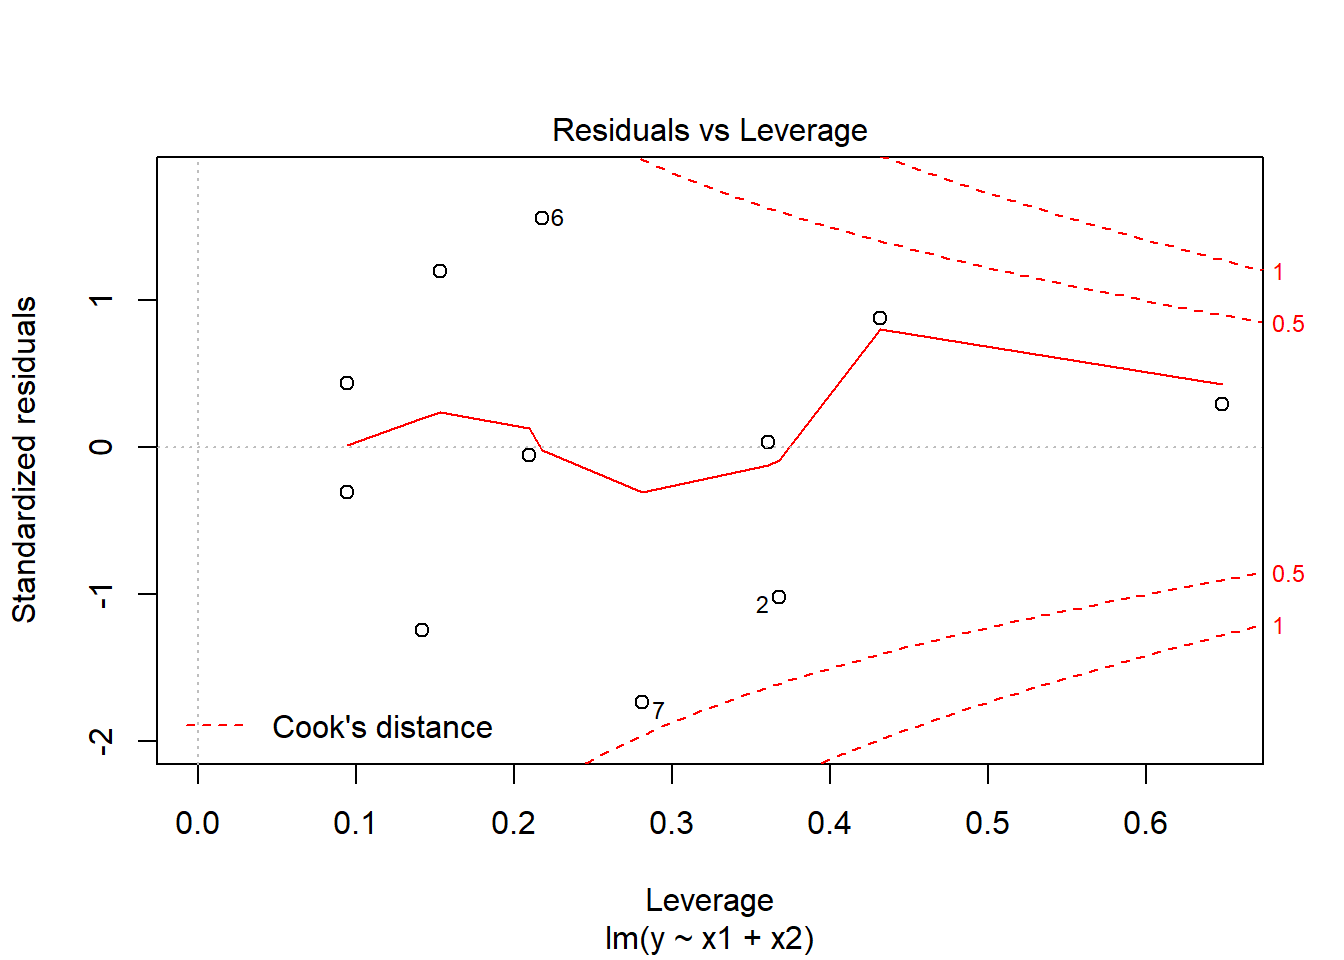 Residuals vs Leverage
Standardized residuals
1
0
-1
-2
6
2
7
1
0.5
0.5
1
Cook's distance
0.0 0.1 0.2 0.3 0.4 0.5 0.6
Leverage
lm(y ~ x1 + x2)